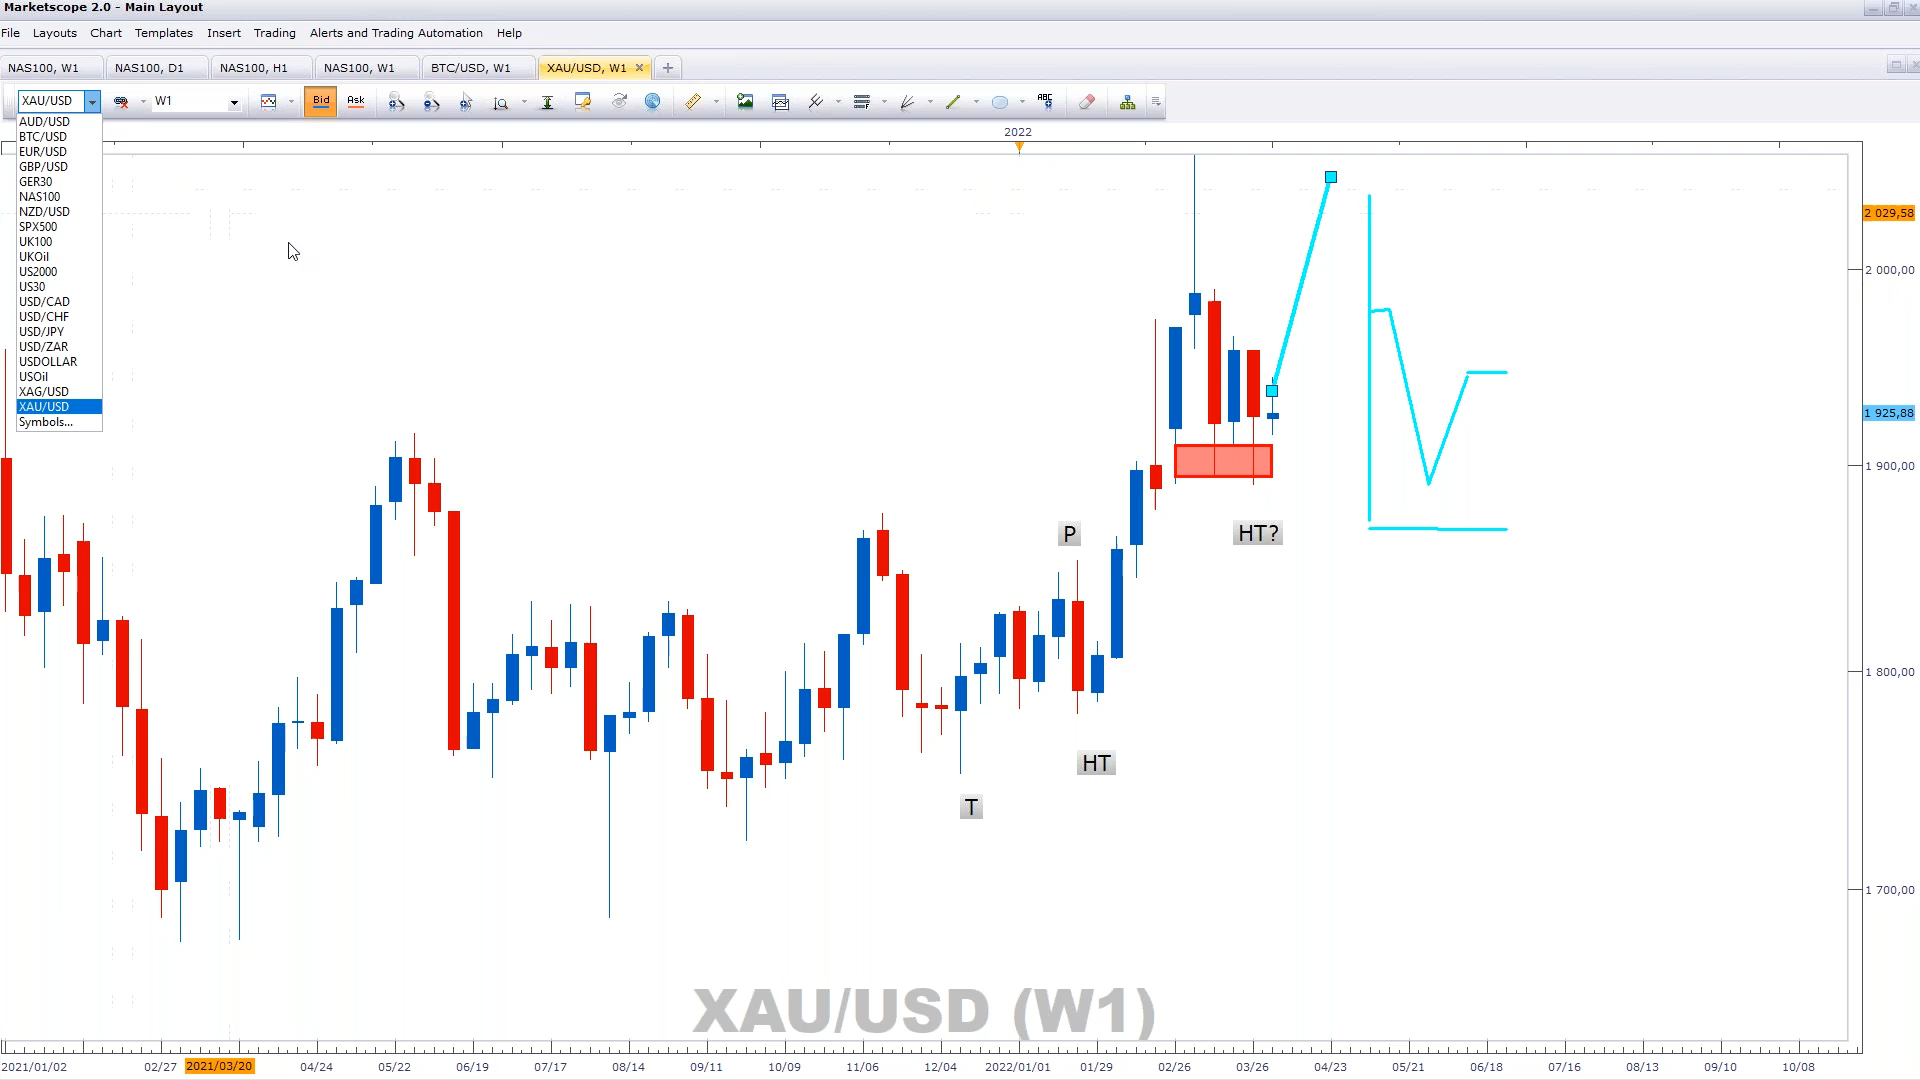 Marketscope 2.0 - Main Layout
File Layouts Chart Templates Insert Trading Alerts and Trading Automation Help
NAS100, W1 NAS100, D1 NAS100, H1 NAS100, W1 BTC/USD, W1 XAU/USD, W1
XAU/USD W1 Bid Ask ABC
AUD/USD
BTC/USD
EUR/USD
GBP/USD
GER30
NAS100
NZD/USD
SPX500
UK100
UKOil
US2000
US30
USD/CAD
USD/CHF
USD/JPY
USD/ZAR
USDOLLAR
USOil
XAG/USD
XAU/USD
Symbols...
2022
2 029,58
2 000,00
1 925,88
1 900,00
P
HT?
1 800,00
HT
T
1 700,00
XAU/USD (W1)
2021/01/02 02/27 2021/03/20 04/24 05/22 06/19 07/17 08/14 09/11 10/09 11/06 12/04 2022/01/01 01/29 02/26 03/26 04/23 05/21 06/18 07/16 08/13 09/10 10/08